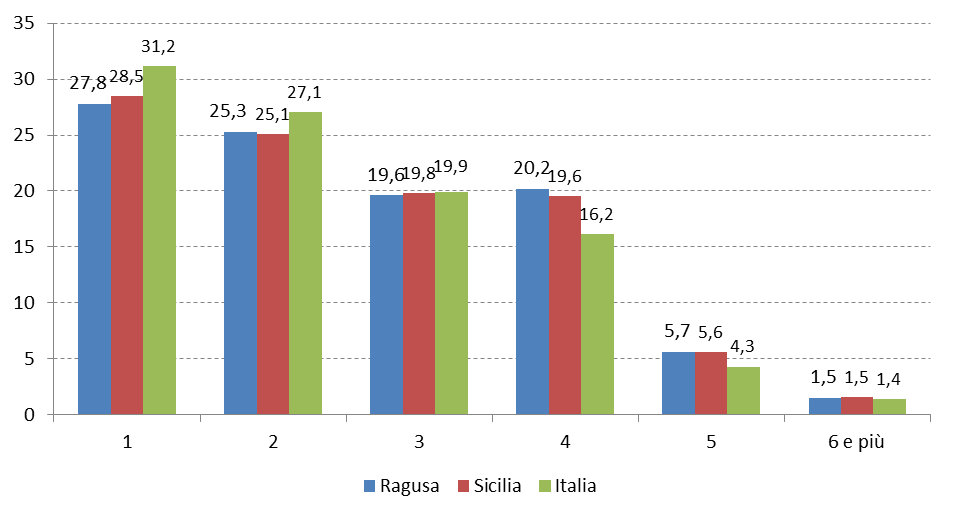 35
30
25
20
15
10
5
0
27,8 28,5 31,2
25,3 25,1 27,1
19,6 19,8 19,9
20,2 19,6 16,2
5,7 5,6 4,3
1,5 1,5 1,4
1 2 3 4 5 6 e più
Ragusa Sicilia Italia